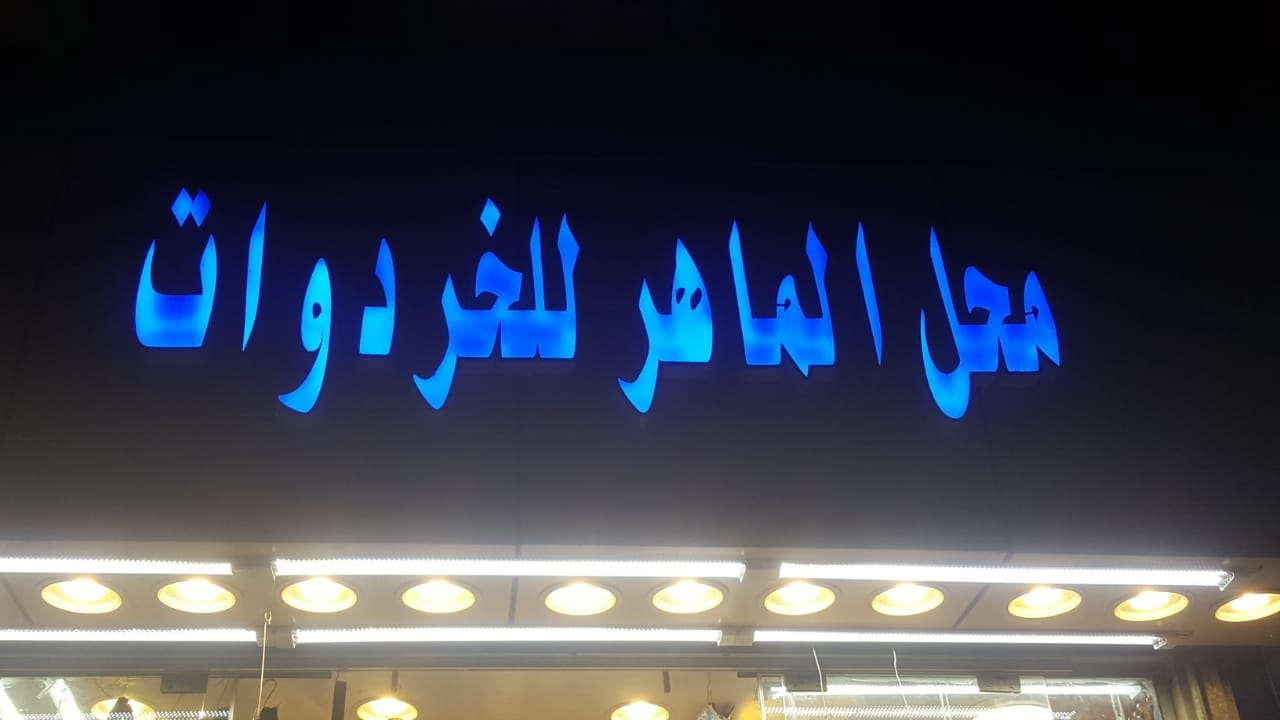 محل الماهر للخردوات